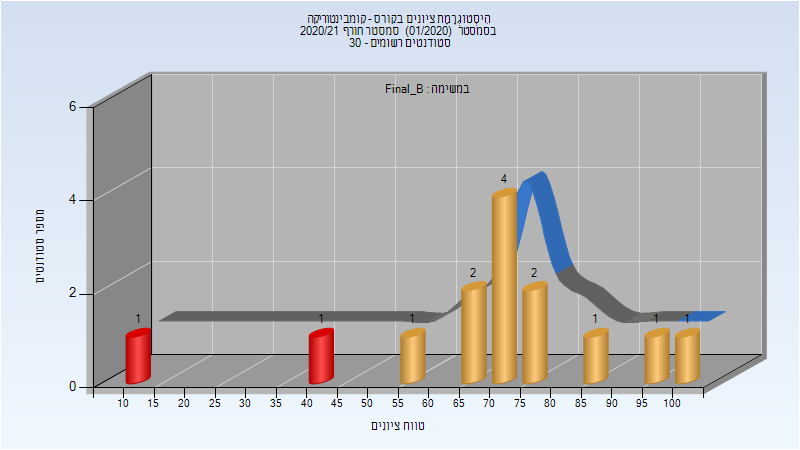 היסטוגרמת ציונים בקורס - קומבינטוריקה
בסמסטר (01/2020) סמסטר חורף 2020/21
סטודנטים רשומים - 30
במשימה : Final_B
מספר סטודנטים
6
4
2
0
1
1
1
2
4
2
1
1
1
10 15 20 25 30 35 40 45 50 55 60 65 70 75 80 85 90 95 100
טווח ציונים